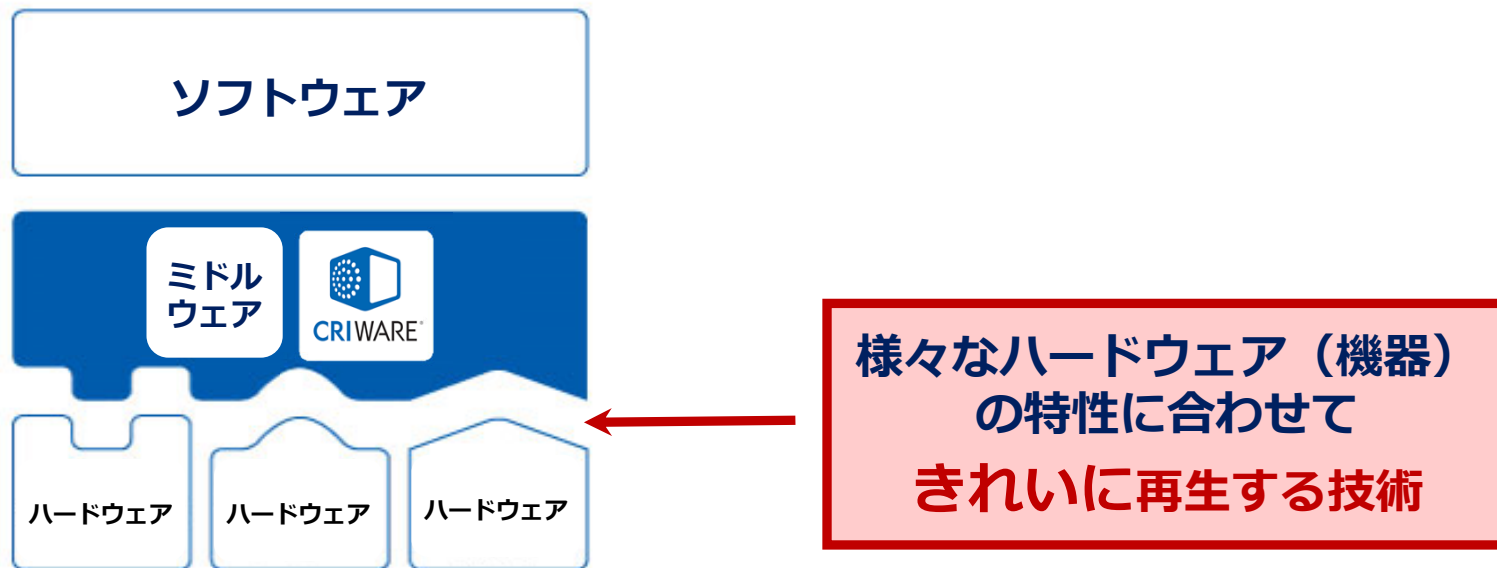 ソフトウェア
ミドル
ウェア
CRIWARE®
ハードウェア
ハードウェア
ハードウェア
様々なハードウェア（機器）
の特性に合わせて
きれいに再生する技術